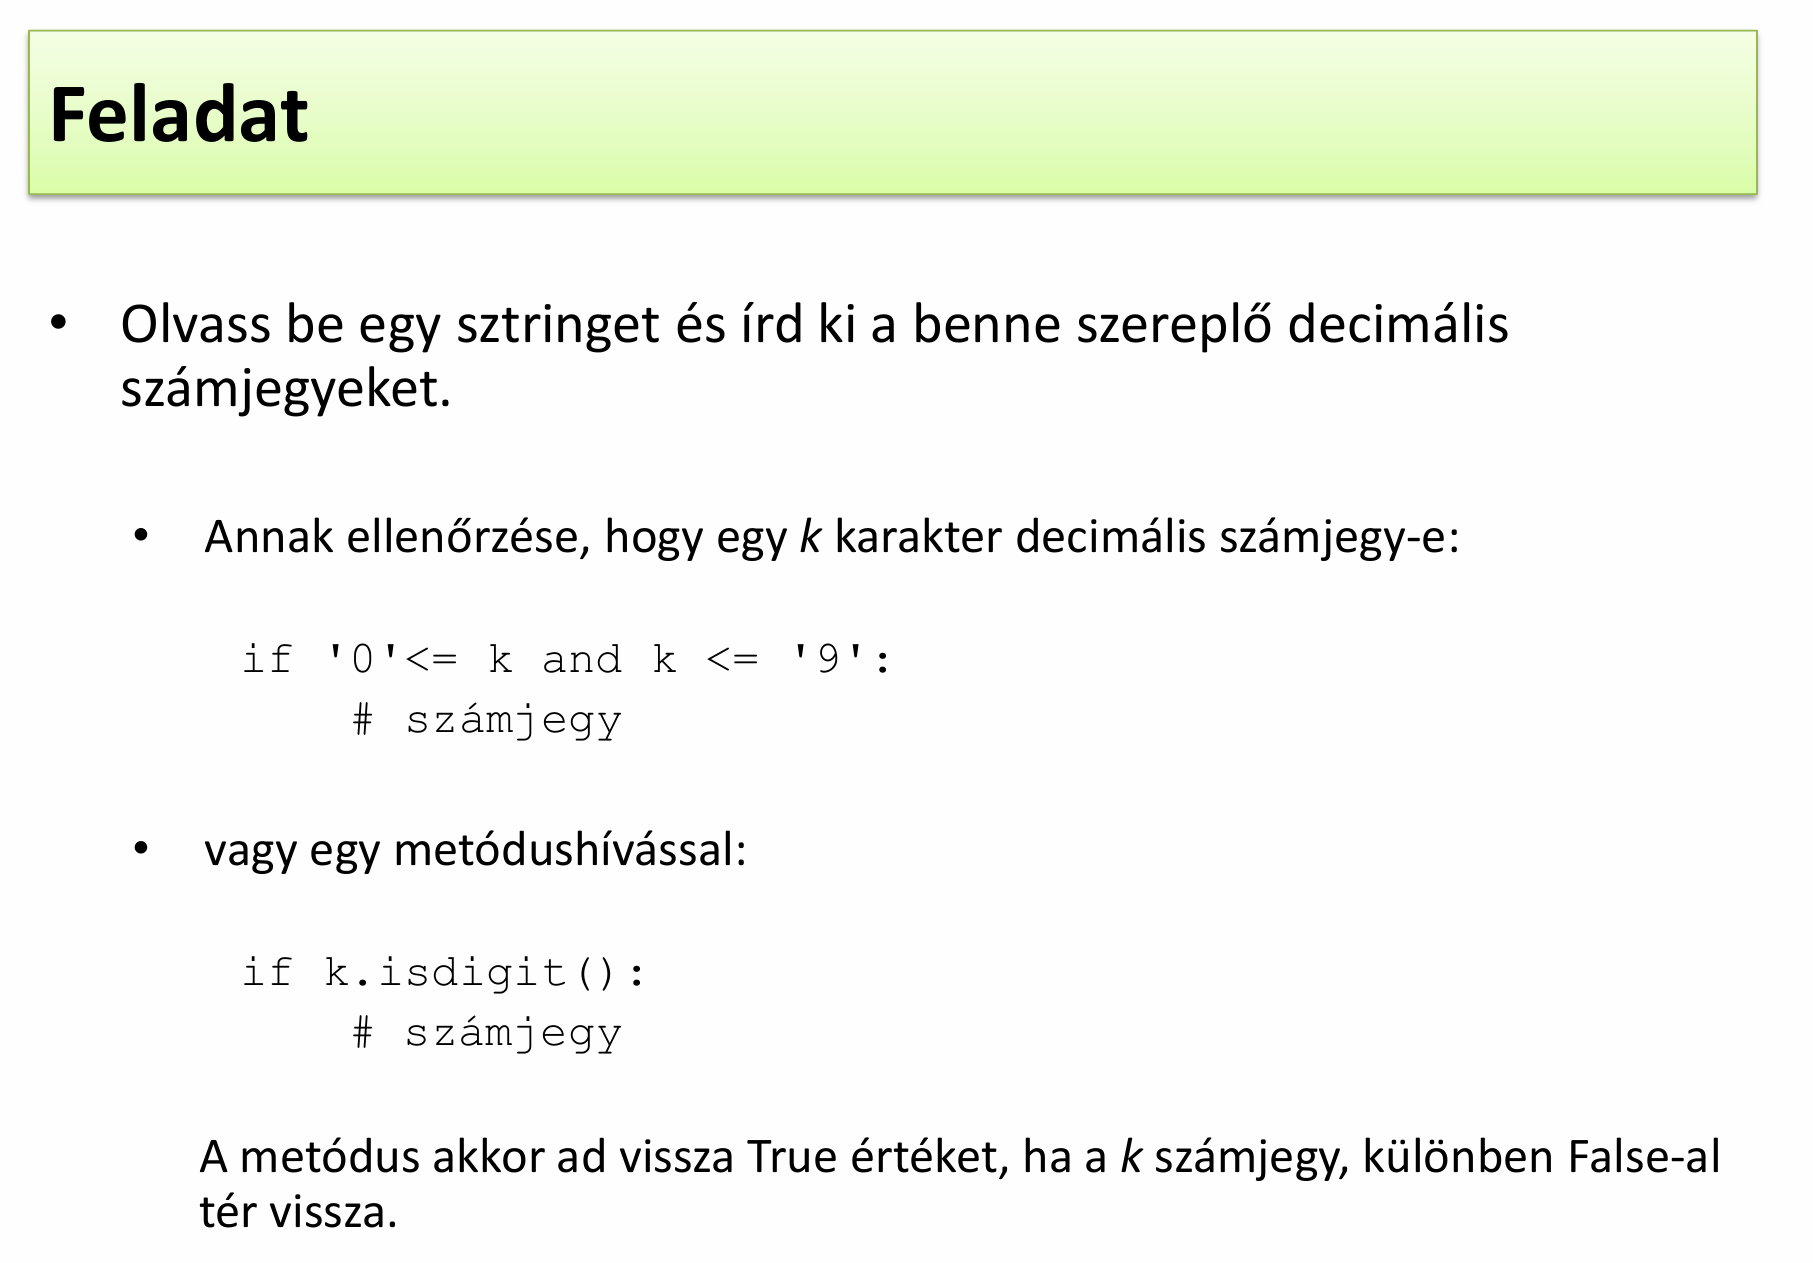 Feladat
• Olvass be egy sztringet és írd ki a benne szereplő decimális
számjegyeket.
• Annak ellenőrzése, hogy egy k karakter decimális számjegy-e:
if '0'<= k and k <= '9':
# számjegy
• vagy egy metódushívással:
if k.isdigit():
# számjegy
A metódus akkor ad vissza True értéket, ha a k számjegy, különben False-al
tér vissza.